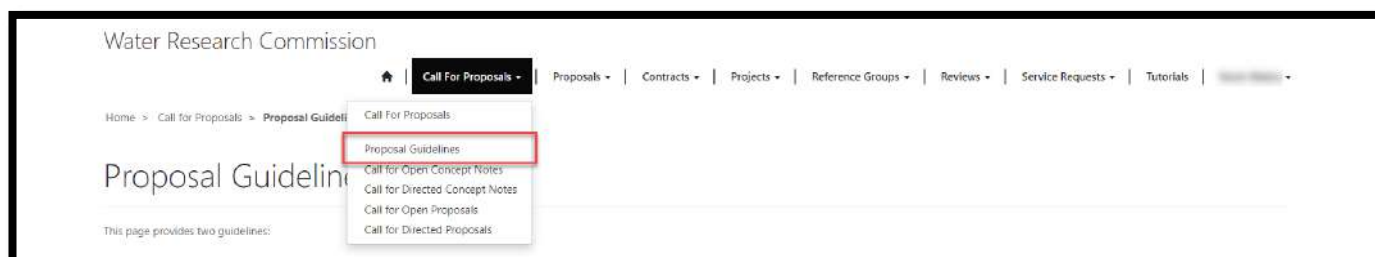 Water Research Commission
Call For Proposals | Proposals | Contracts | Projects | Reference Groups | Reviews | Service Requests | Tutorials |
Home > Call for Proposals > Proposal Guideli
Call For Proposals
Proposal Guidelines
Call for Open Concept Notes
Call for Directed Concept Notes
Call for Open Proposals
Call for Directed Proposals
Proposal Guidelin
This page provides two guidelines: